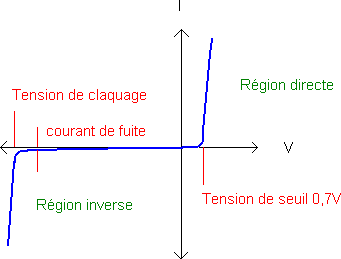 I
Région directe
Tension de claquage
courant de fuite
V
Région inverse
Tension de seuil 0,7V